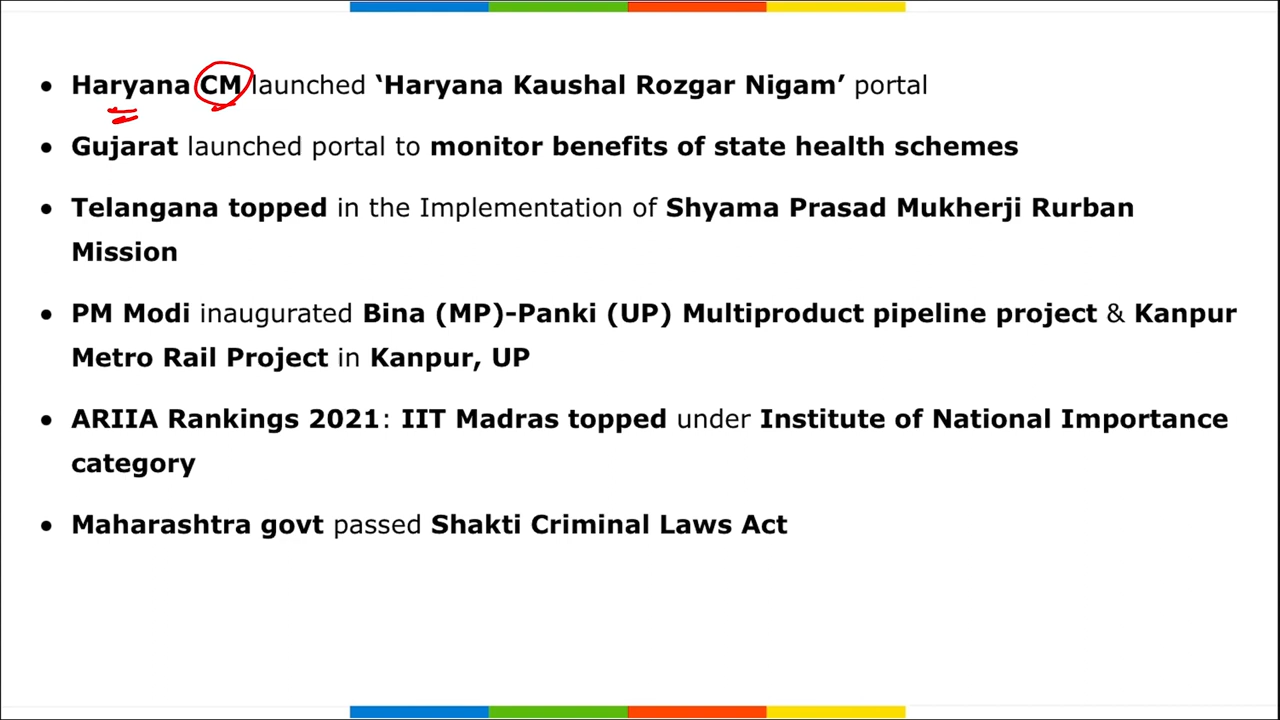 • Haryana CM launched ‘Haryana Kaushal Rozgar Nigam’ portal
• Gujarat launched portal to monitor benefits of state health schemes
• Telangana topped in the Implementation of Shyama Prasad Mukherji Rurban
Mission
• PM Modi inaugurated Bina (MP)-Panki (UP) Multiproduct pipeline project & Kanpur
Metro Rail Project in Kanpur, UP
• ARIIA Rankings 2021: IIT Madras topped under Institute of National Importance
category
• Maharashtra govt passed Shakti Criminal Laws Act